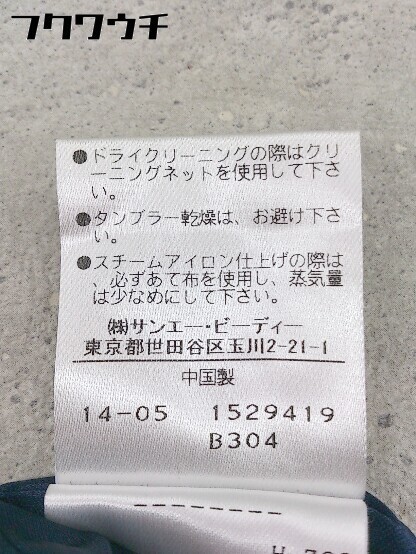 フクワウチ
●ドライクリーニングの際はクリ
ーニングネットを使用して下さ
い。
●タンブラー乾燥は、お避け下さ
い。
●スチームアイロン仕上げの際は
、必ずあて布を使用し、蒸気量
は少なめにして下さい。
㈱サンエー・ビーディー
東京都世田谷区玉川2-21-1
中国製
14-05 1529419
B304